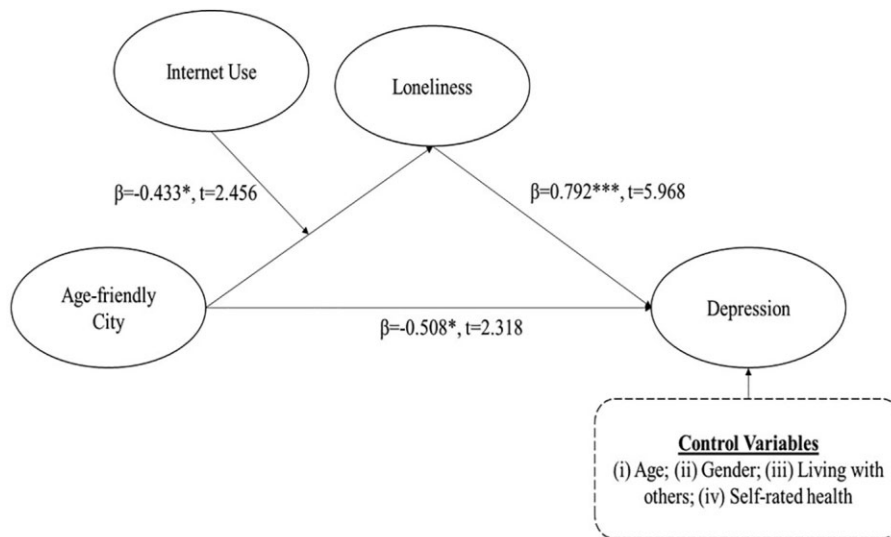 Internet Use
Loneliness
β=-0.433*, t=2.456
β=0.792***, t=5.968
Age-friendly
City
Depression
β=-0.508*, t=2.318
Control Variables
(i) Age; (ii) Gender; (iii) Living with
others; (iv) Self-rated health